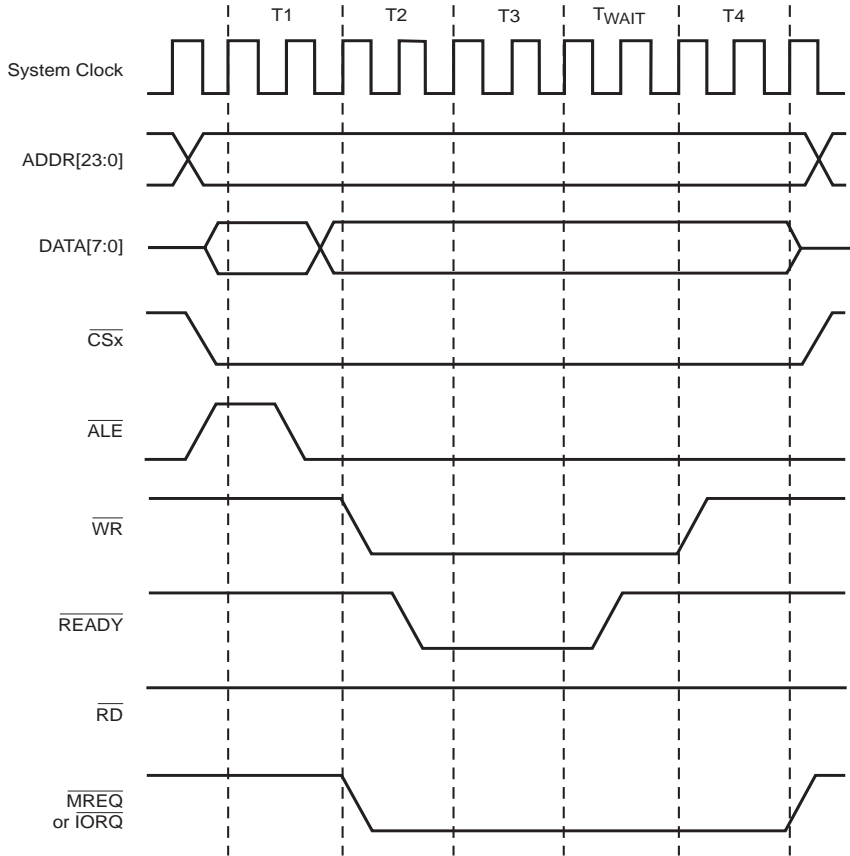 T1 T2 T3 TWAIT T4
System Clock
ADDR[23:0]
DATA[7:0]
CSx
ALE
WR
READY
RD
MREQ
or IORQ